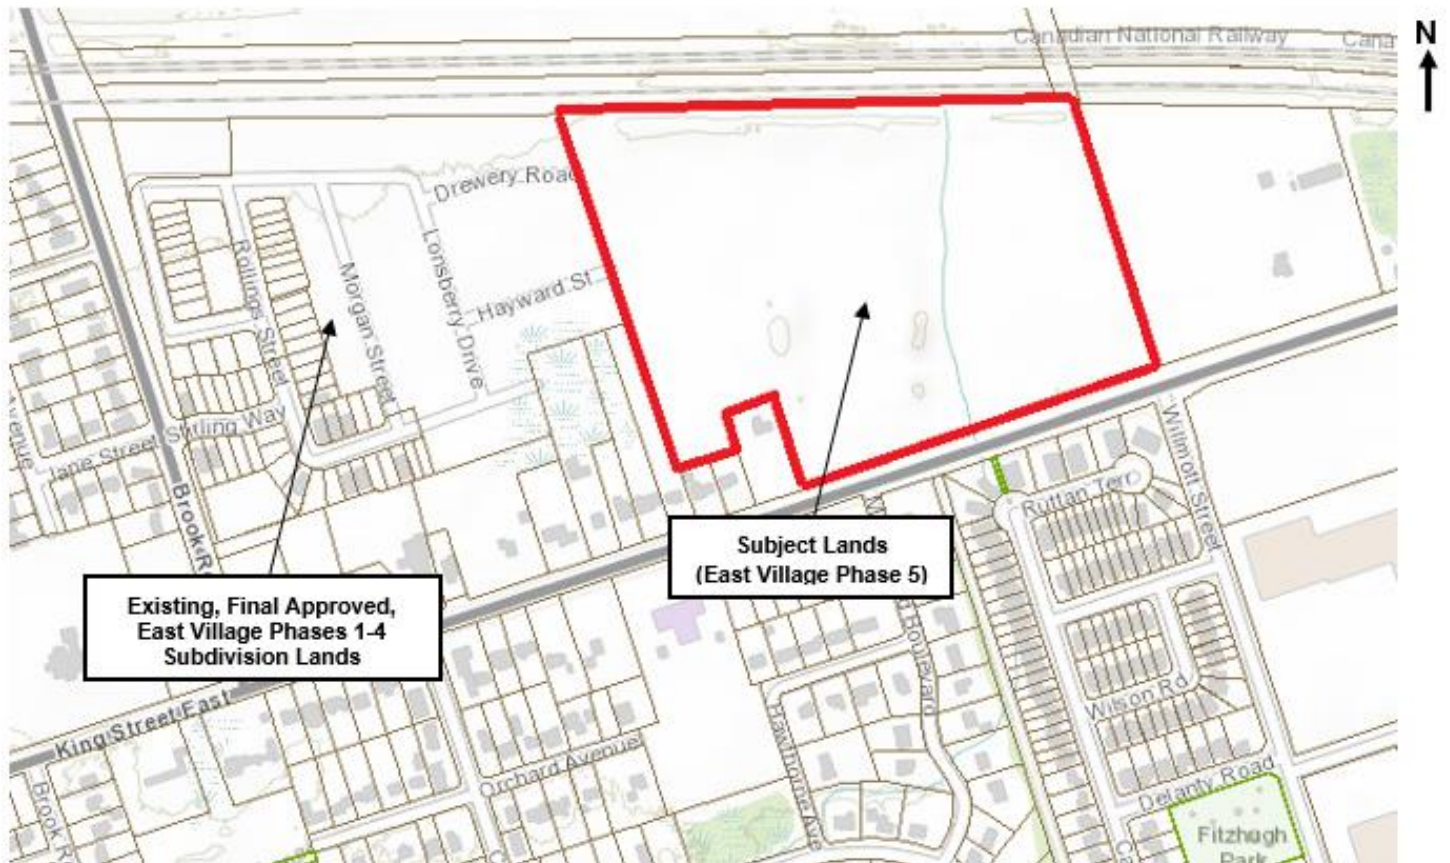 Canadian National Railway
Cana
N
Drewery Road
Lonsberry Drive
Hayward St
Rollings Street
Morgan Street
Stirling Way
Jane Street
Avenue
Brook R
King Street East
Existing, Final Approved,
East Village Phases 1-4
Subdivision Lands
Subject Lands
(East Village Phase 5)
Willmott Street
Ruttan Terr
Boulevard
Wilson Rd
Hawthorne Ave
Orchard Avenue
Brook R
Delanty Road
Fitzhugh
Park